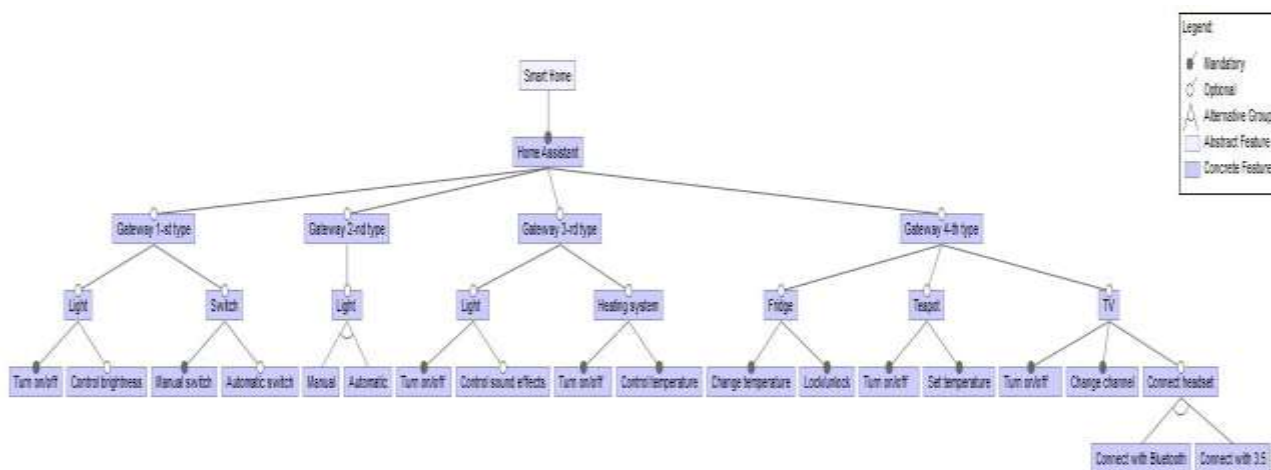 Legend:
Mandatory
Optional
Alternative Group
Abstract Feature
Concrete Feature
Smart Home
Home Assistant
Gateway 1-st type
Gateway 2-nd type
Gateway 3-rd type
Gateway 4-th type
Light
Switch
Light
Light
Heating system
Fridge
Teapot
TV
Turn on/off
Control brightness
Manual switch
Automatic switch
Manual
Automatic
Turn on/off
Control sound effects
Turn on/off
Control temperature
Change temperature
Lock/unlock
Turn on/off
Set temperature
Turn on/off
Change channel
Connect headset
Connect with Bluetooth
Connect with 3.5